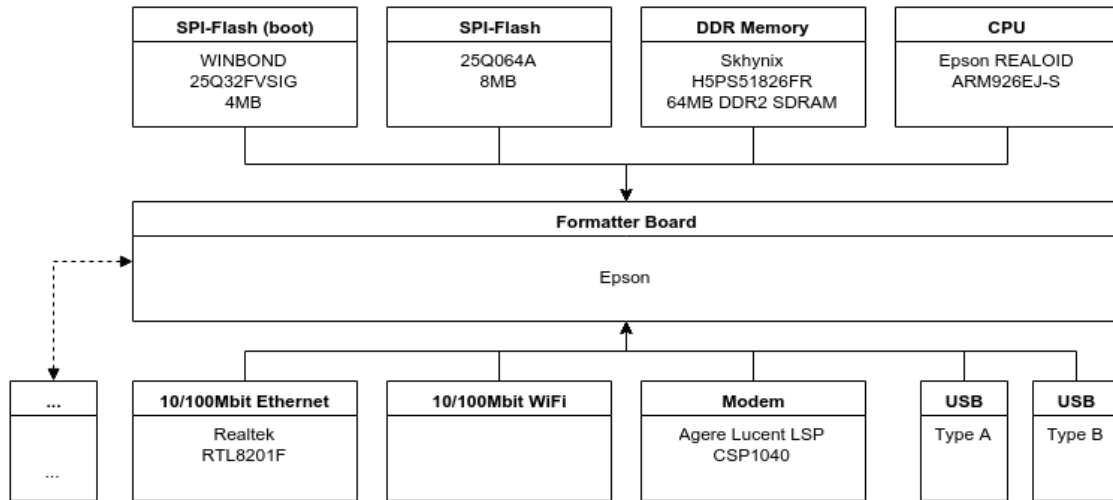 SPI-Flash (boot)
WINBOND
25Q32FVSIG
4MB
SPI-Flash
25Q064A
8MB
DDR Memory
Skhynix
H5PS51826FR
64MB DDR2 SDRAM
CPU
Epson REALOID
ARM926EJ-S
Formatter Board
Epson
...
...
10/100Mbit Ethernet
Realtek
RTL8201F
10/100Mbit WiFi
Modem
Agere Lucent LSP
CSP1040
USB
Type A
USB
Type B